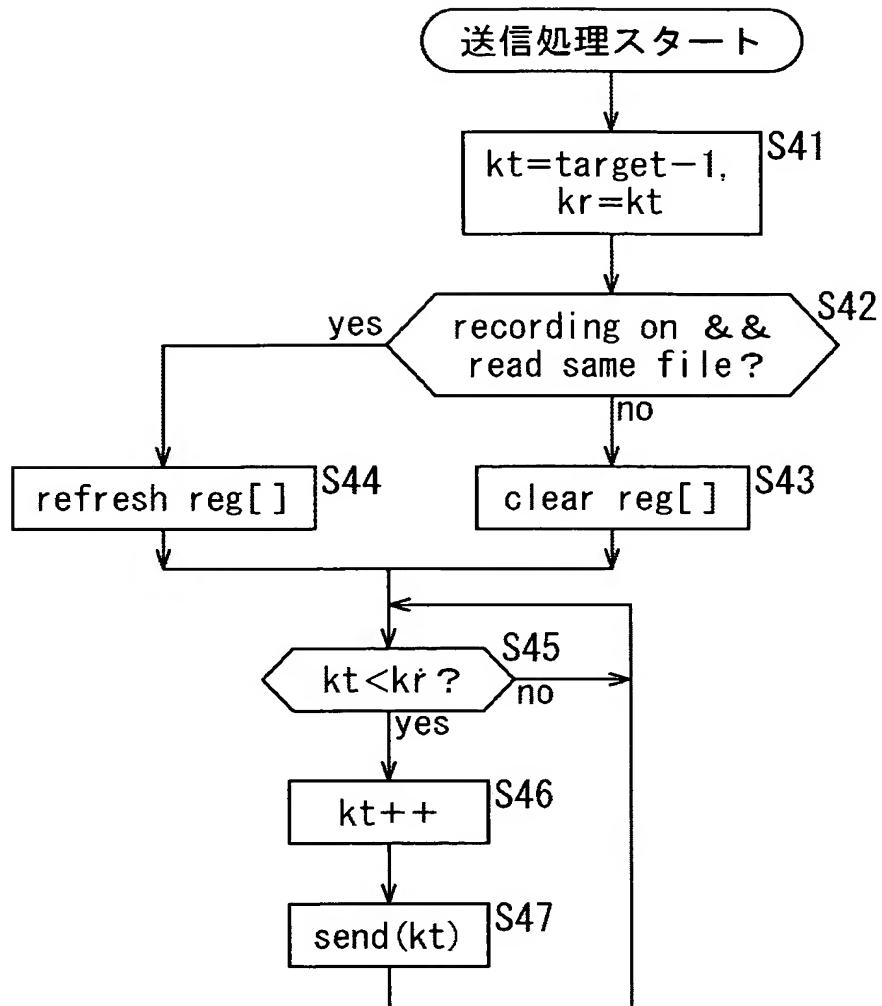 送信処理スタート
S41
kt=target−1,
kr=kt
S42
recording on &&
read same file?
yes
no
S44
refresh reg[]
S43
clear reg[]
S45
kt<kr?
no
yes
S46
kt++
S47
send(kt)